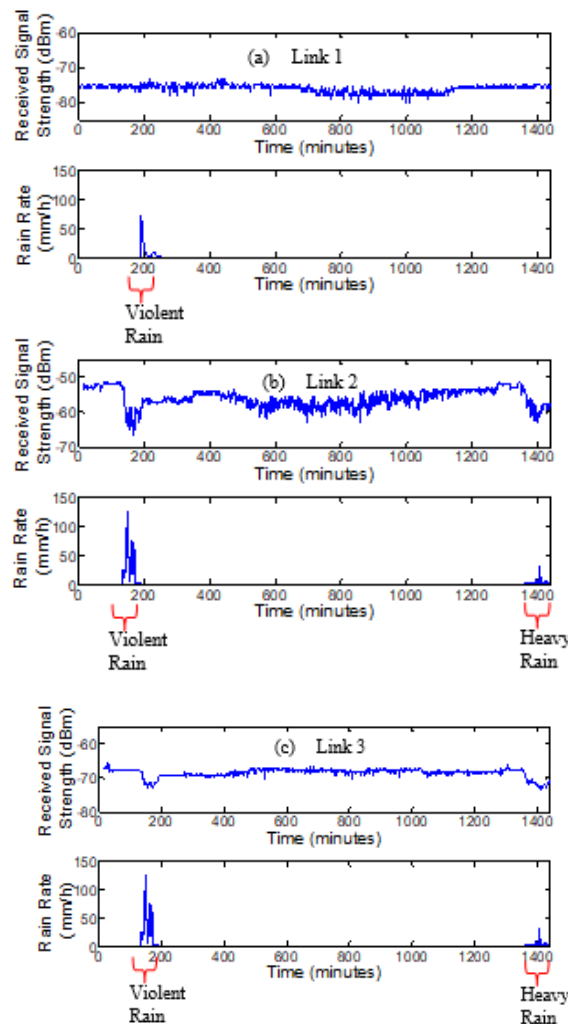 -60
-70
-80
Received Signal
Strength (dBm)
(a) Link 1
0 200 400 600 800 1000 1200 1400
Time (minutes)
150
100
50
0
Rain Rate
(mm/h)
0 200 400 600 800 1000 1200 1400
Time (minutes)
Violent
Rain
-50
-60
-70
Received Signal
Strength (dBm)
(b) Link 2
0 200 400 600 800 1000 1200 1400
Time (minutes)
150
100
50
0
Rain Rate
(mm/h)
0 200 400 600 800 1000 1200 1400
Time (minutes)
Violent
Rain
Heavy
Rain
-60
-70
-80
Received Signal
Strength (dBm)
(c) Link 3
0 200 400 600 800 1000 1200 1400
Time (minutes)
150
100
50
0
Rain Rate
(mm/h)
0 200 400 600 800 1000 1200 1400
Time (minutes)
Violent
Rain
Heavy
Rain